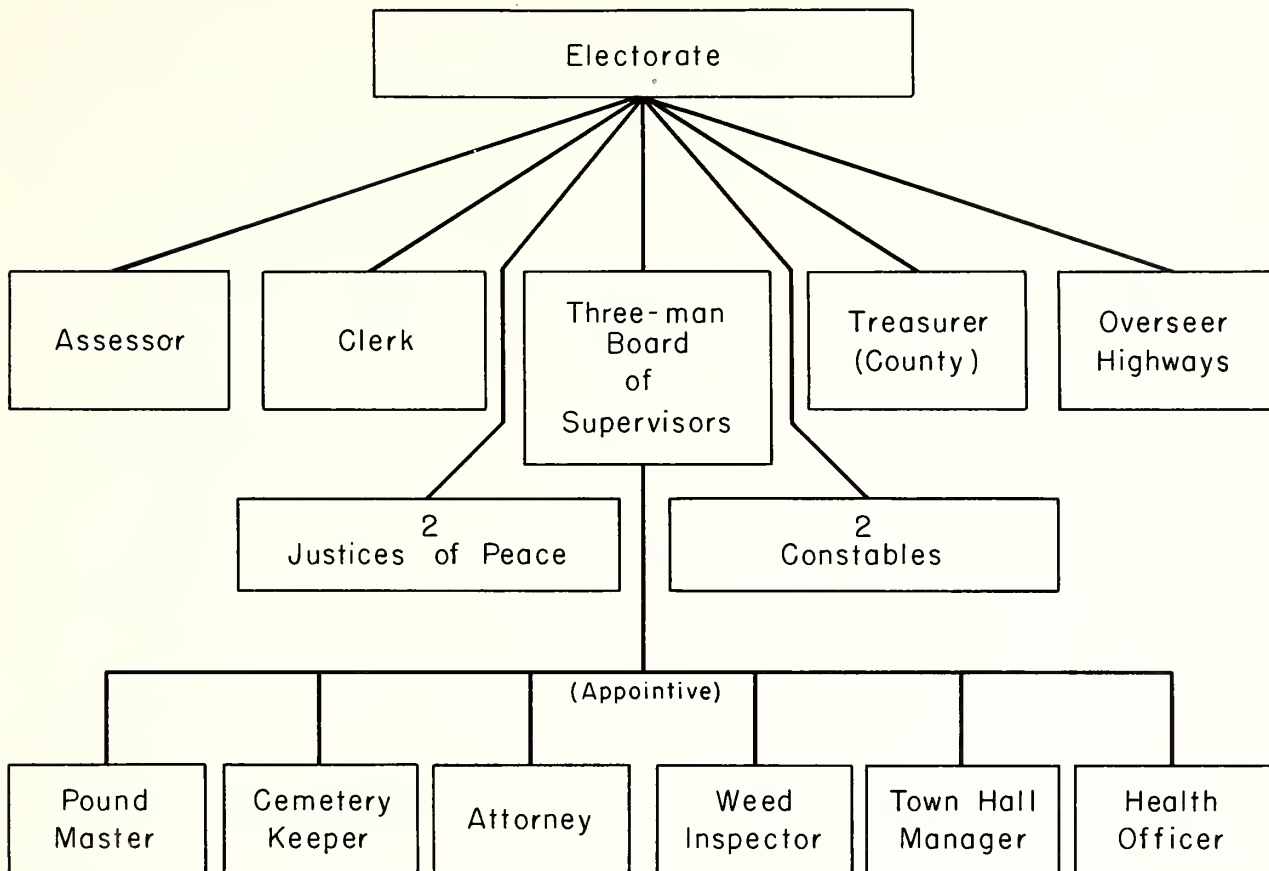 Electorate
Assessor
Clerk
Three-man
Board
of
Supervisors
Treasurer
(County)
Overseer
Highways
2
Justices of Peace
2
Constables
(Appointive)
Pound
Master
Cemetery
Keeper
Attorney
Weed
Inspector
Town Hall
Manager
Health
Officer